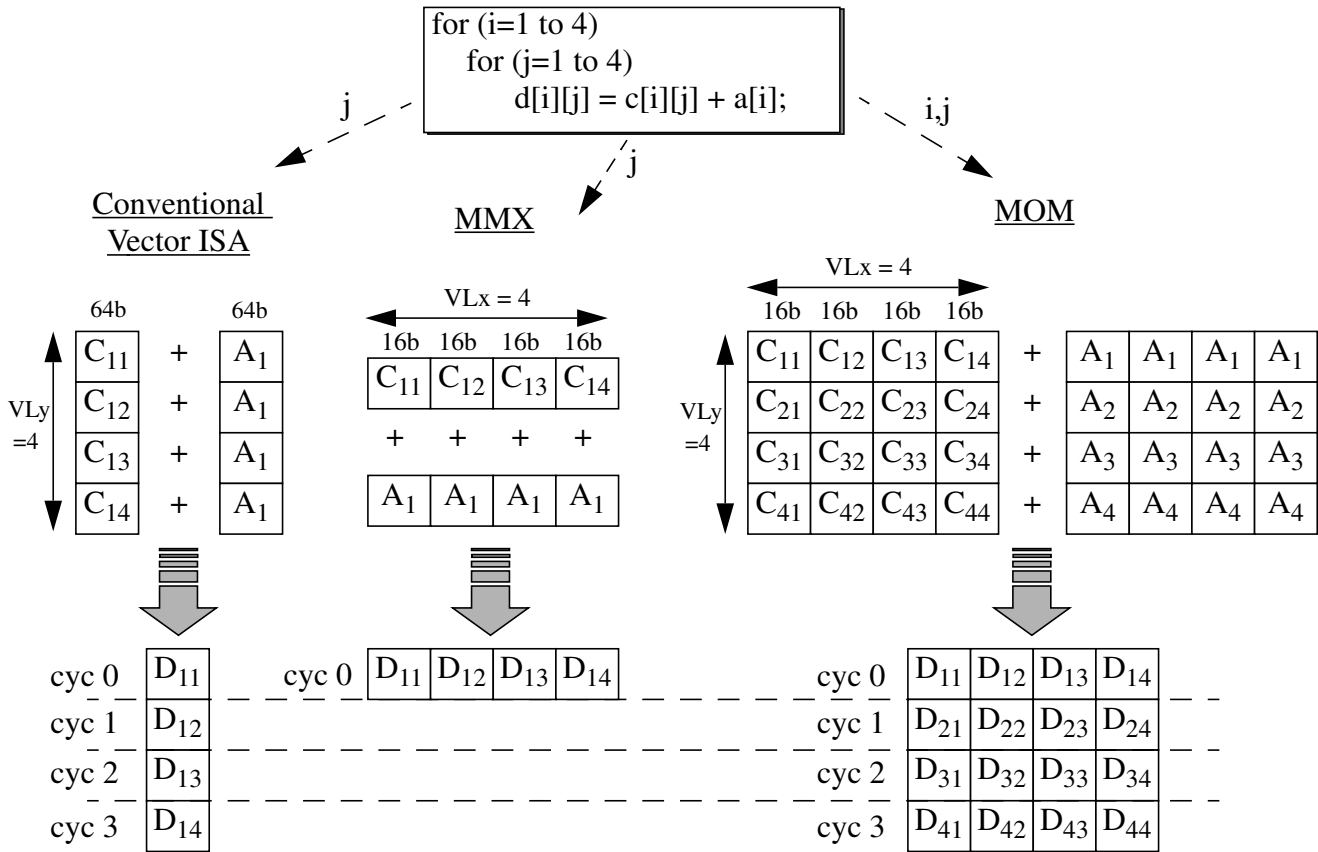 for (i=1 to 4)
for (j=1 to 4)
d[i][j] = c[i][j] + a[i];
j
j
i,j
Conventional
Vector ISA
MMX
MOM
64b 64b
VLy
=4
C11 + A1
C12 + A1
C13 + A1
C14 + A1
VLx = 4
16b 16b 16b 16b
C11 C12 C13 C14
+ + + +
A1 A1 A1 A1
VLx = 4
16b 16b 16b 16b
VLy
=4
C11 C12 C13 C14 + A1 A1 A1 A1
C21 C22 C23 C24 + A2 A2 A2 A2
C31 C32 C33 C34 + A3 A3 A3 A3
C41 C42 C43 C44 + A4 A4 A4 A4
cyc 0 D11
cyc 1 D12
cyc 2 D13
cyc 3 D14
cyc 0 D11 D12 D13 D14
cyc 0 D11 D12 D13 D14
cyc 1 D21 D22 D23 D24
cyc 2 D31 D32 D33 D34
cyc 3 D41 D42 D43 D44